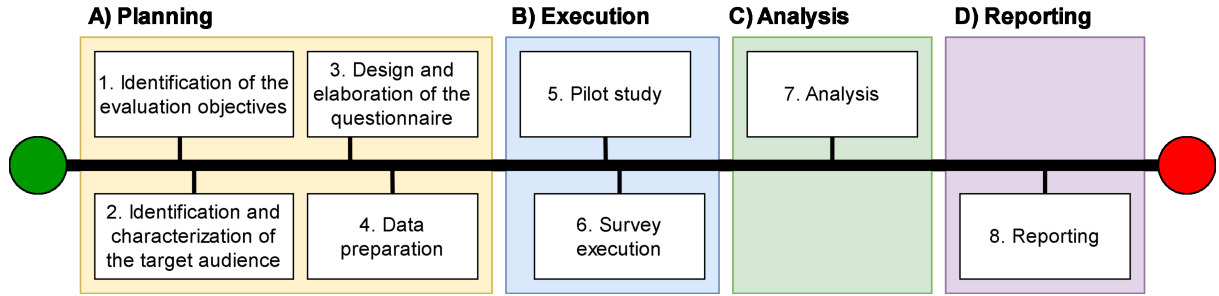 A) Planning
B) Execution
C) Analysis
D) Reporting
1. Identification of the
evaluation objectives
3. Design and
elaboration of the
questionnaire
5. Pilot study
7. Analysis
2. Identification and
characterization of
the target audience
4. Data
preparation
6. Survey
execution
8. Reporting